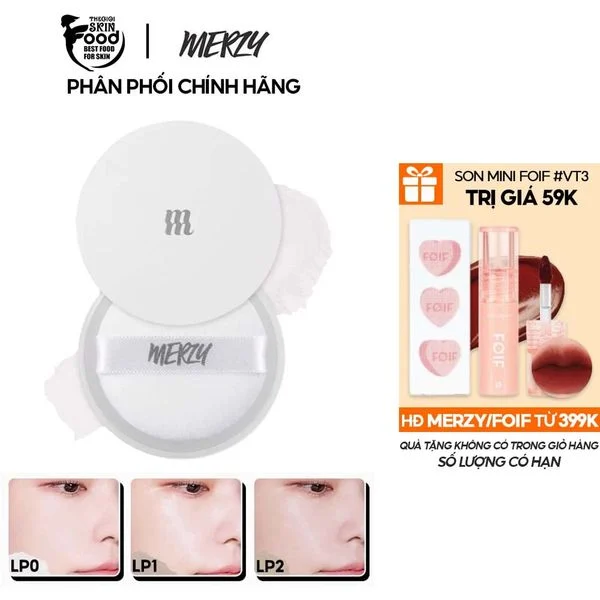 THEGIOI
SKIN
Food
BEST FOOD
FOR SKIN
MERZY
PHÂN PHỐI CHÍNH HÃNG
m
MERZY
SON MINI FOIF #VT3
TRỊ GIÁ 59K
FOIF
FOIF
FOIF
FOIF
HĐ MERZY/FOIF TỪ 399K
QUÀ TẶNG KHÔNG CÓ TRONG GIỎ HÀNG
SỐ LƯỢNG CÓ HẠN
LP0
LP1
LP2